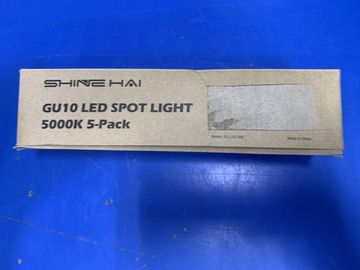 SHINE HAI
GU10 LED SPOT LIGHT
5000K 5-Pack
Made in China